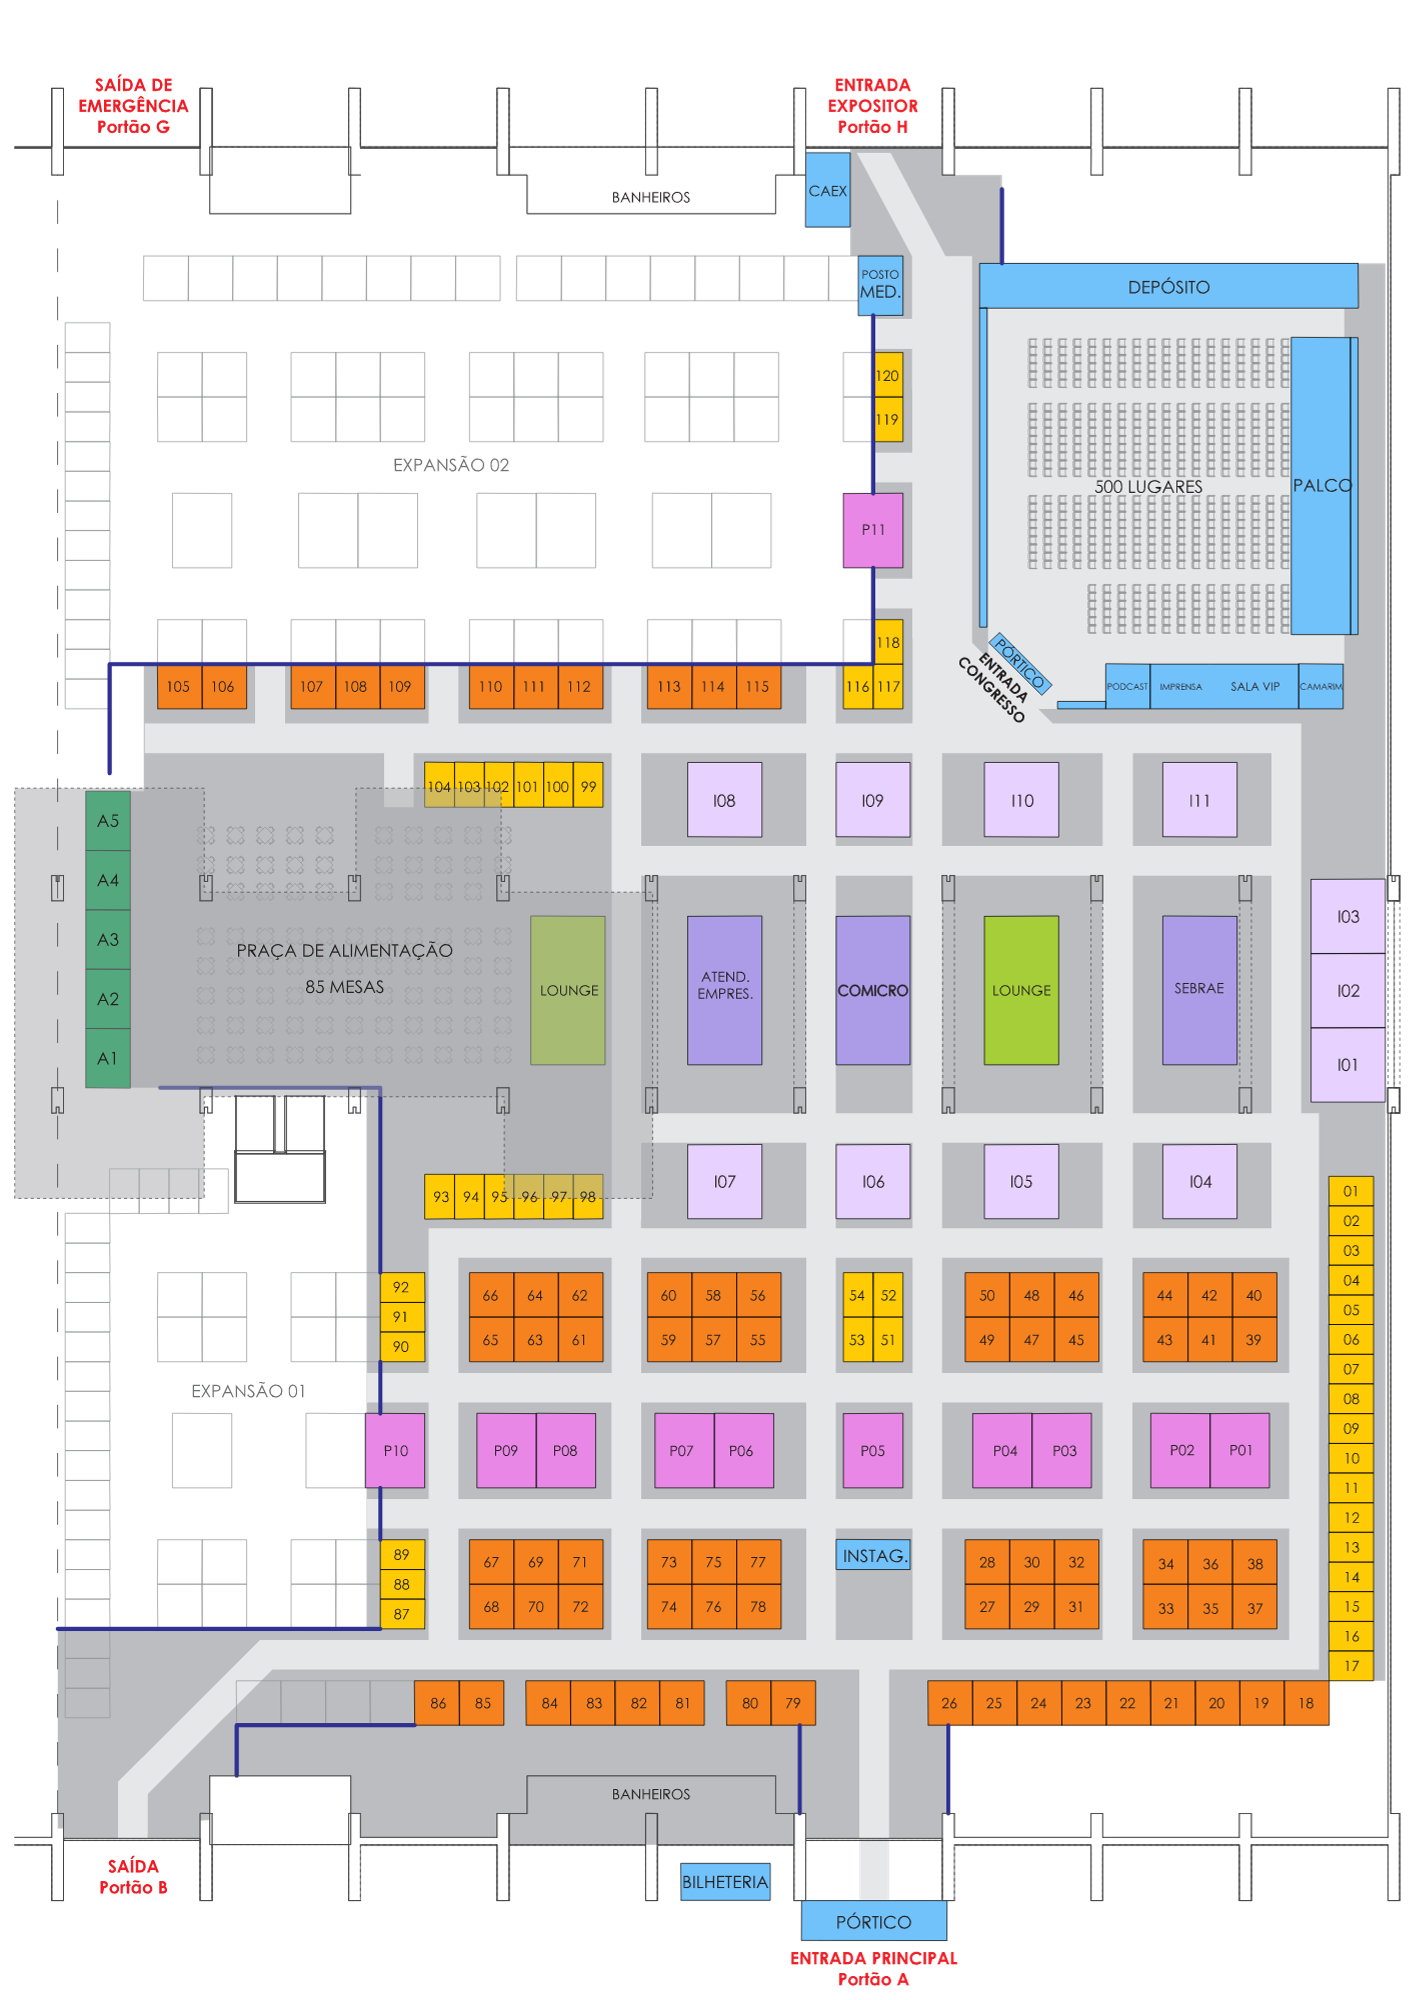 SAÍDA DE
EMERGÊNCIA
Portão G
ENTRADA
EXPOSITOR
Portão H
BANHEIROS
CAEX
POSTO
MED.
DEPÓSITO
120
119
EXPANSÃO 02
500 LUGARES
PALCO
P11
118
PÓRTICO
ENTRADA
CONGRESSO
105 106 107 108 109 110 111 112 113 114 115 116 117
PODCAST IMPRENSA SALA VIP CAMARIM
104 103 102 101 100 99
I08 I09 I10 I11
A5
A4
A3
A2
A1
PRAÇA DE ALIMENTAÇÃO
85 MESAS
LOUNGE
ATEND.
EMPRES.
COMICRO
LOUNGE
SEBRAE
I03
I02
I01
93 94 95 96 97 98
I07 I06 I05 I04
01
02
03
04
05
06
07
08
09
10
11
12
13
14
15
16
17
92
91
90
66 64 62 60 58 56 54 52 50 48 46 44 42 40
65 63 61 59 57 55 53 51 49 47 45 43 41 39
EXPANSÃO 01
P10 P09 P08 P07 P06 P05 P04 P03 P02 P01
89
88
87
67 69 71 73 75 77 INSTAG. 28 30 32 34 36 38
68 70 72 74 76 78 27 29 31 33 35 37
86 85 84 83 82 81 80 79 26 25 24 23 22 21 20 19 18
BANHEIROS
SAÍDA
Portão B
BILHETERIA
PÓRTICO
ENTRADA PRINCIPAL
Portão A